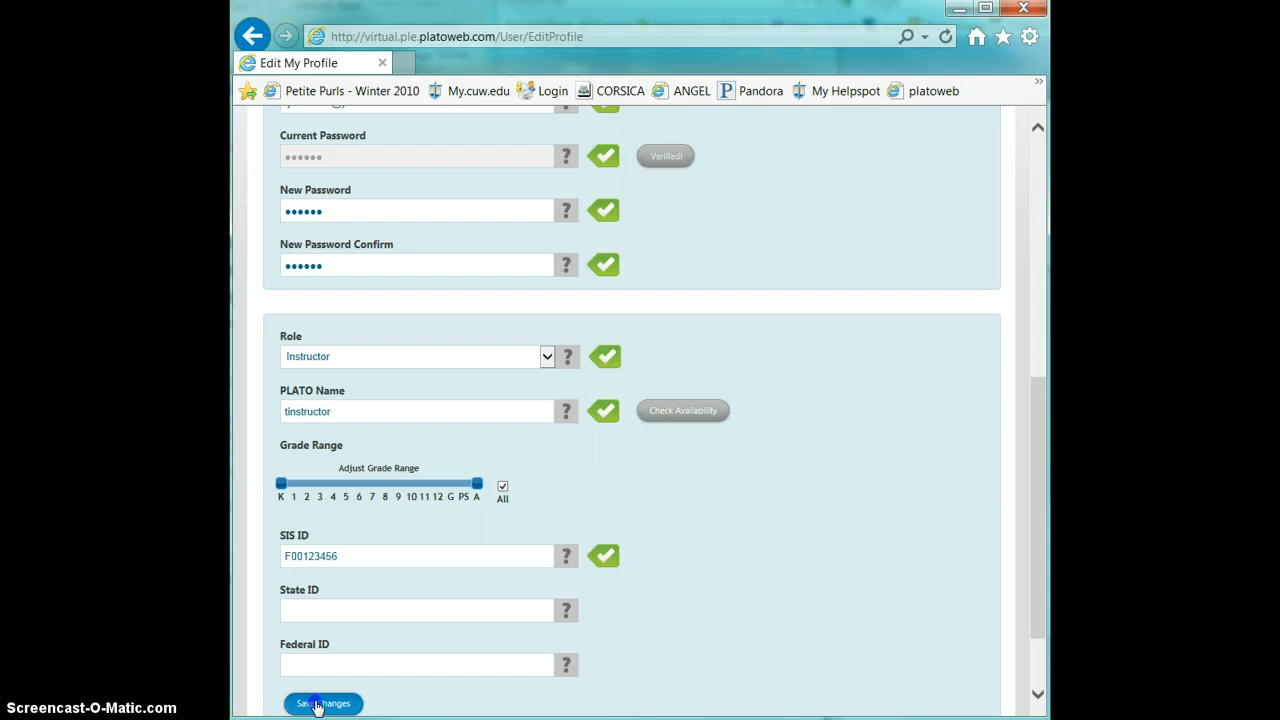 http://virtual.ple.platoweb.com/User/EditProfile
Edit My Profile
Petite Purls - Winter 2010 My.cuw.edu Login CORSICA ANGEL Pandora My Helpspot platoweb
Current Password
•••••• ? Verified!
New Password
•••••• ?
New Password Confirm
•••••• ?
Role
Instructor ?
PLATO Name
tinstructor ? Check Availability
Grade Range
Adjust Grade Range
K 1 2 3 4 5 6 7 8 9 10 11 12 G PS A All
SIS ID
F00123456 ?
State ID
?
Federal ID
?
Save Changes
Screencast-O-Matic.com